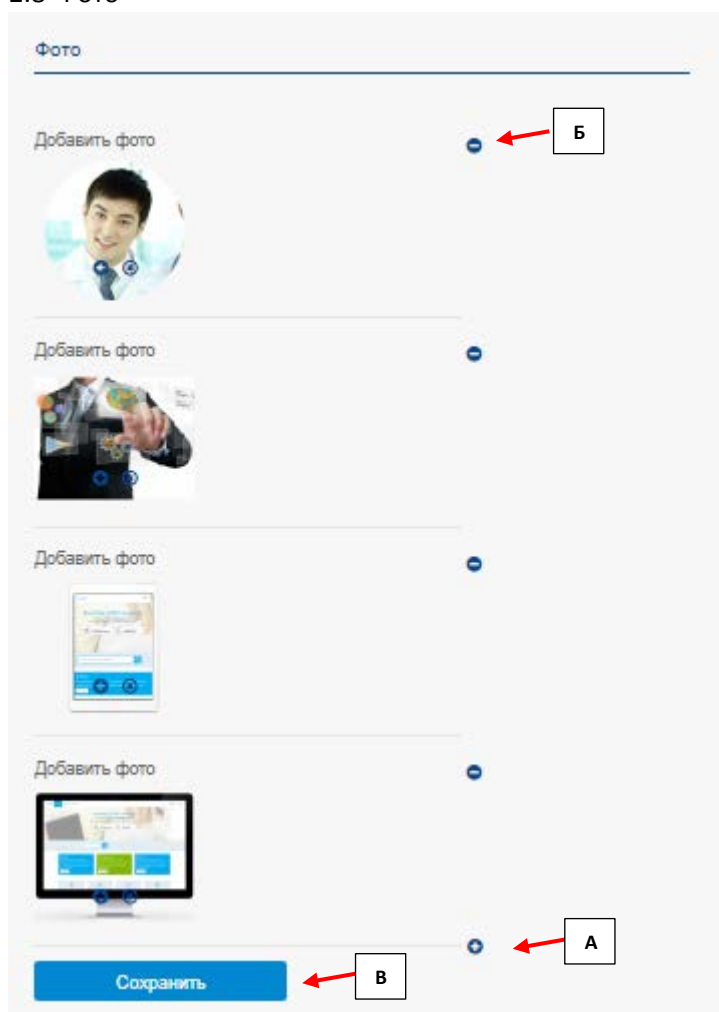 Фото
Добавить фото
Б
Добавить фото
Добавить фото
Добавить фото
А
Сохранить
В